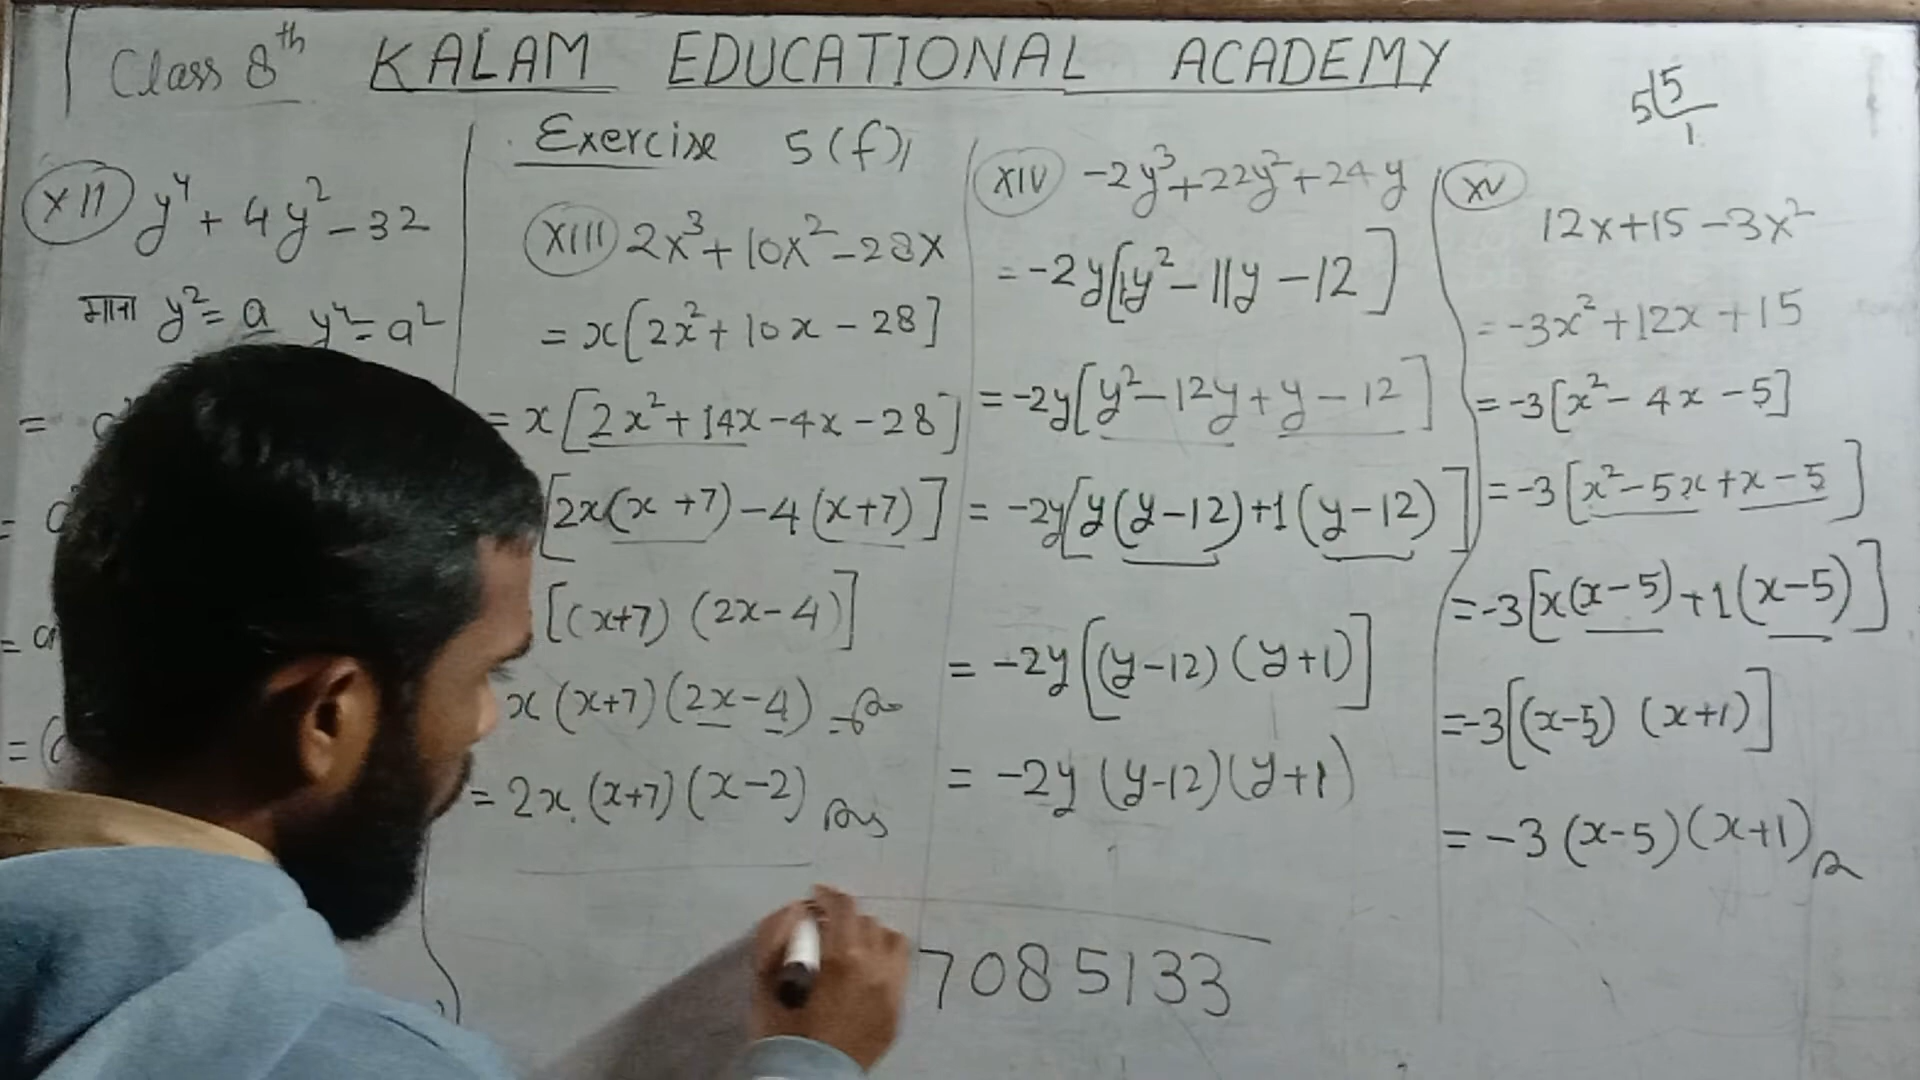 Class 8th KALAM EDUCATIONAL ACADEMY
Exercise 5(f)
5 5
1
XII y⁴ + 4y² - 32
माना y² = a y⁴ = a²
XIII 2x³ + 10x² - 28x
= x[2x² + 10x - 28]
= x[2x² + 14x - 4x - 28]
[2x(x + 7) - 4(x+7)]
[(x+7) (2x - 4)]
x (x+7) (2x - 4)
= 2x.(x+7) (x - 2) Ans
XIV -2y³ + 22y² + 24y
= -2y[1y² - 11y - 12]
= -2y[y² - 12y + y - 12]
= -2y[y(y-12) + 1(y-12)]
= -2y[(y-12) (y+1)]
= -2y (y-12) (y+1)
XV 12x + 15 - 3x²
= -3x² + 12x + 15
= -3[x² - 4x - 5]
= -3[x² - 5x + x - 5]
= -3[x(x-5) + 1(x-5)]
= -3[(x-5) (x+1)]
= -3(x-5)(x+1)
7085133